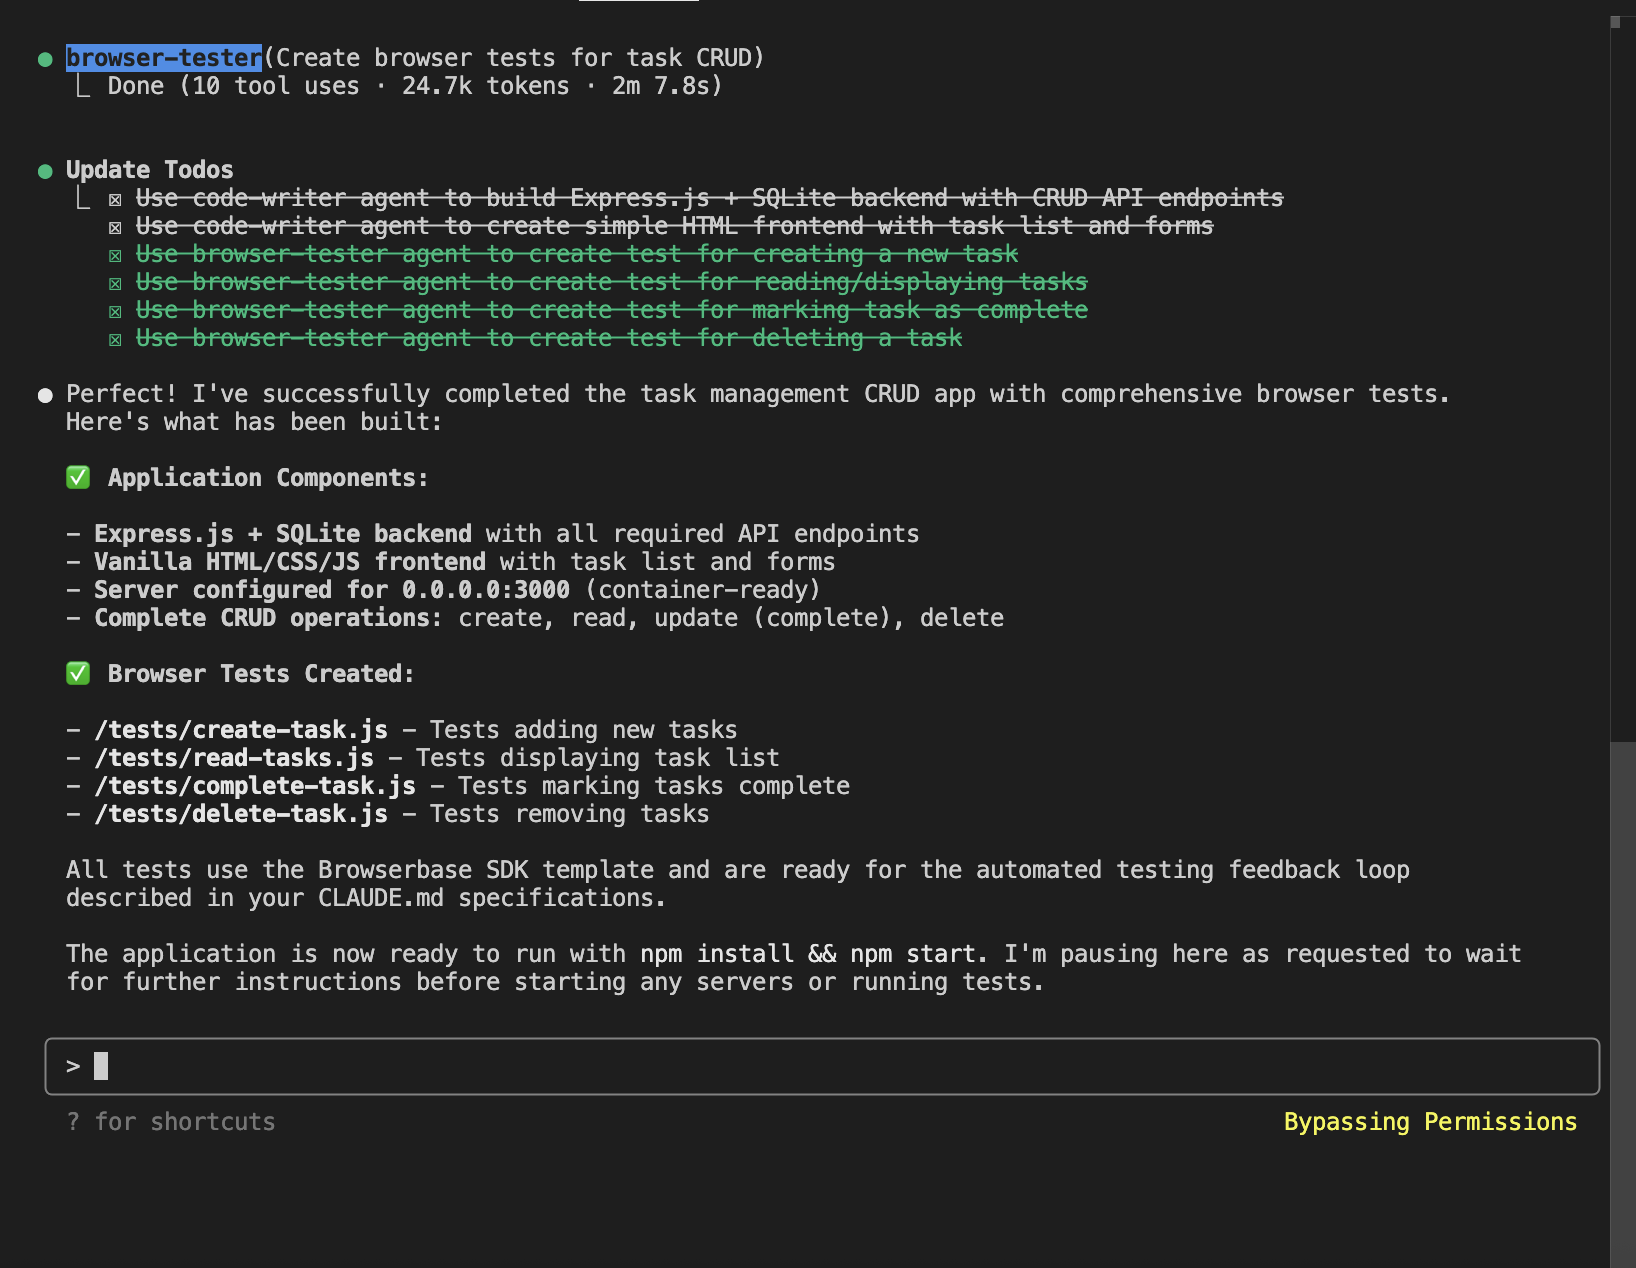 ● browser-tester(Create browser tests for task CRUD)
⎿ Done (10 tool uses · 24.7k tokens · 2m 7.8s)
● Update Todos
⎿ ☒ Use code-writer agent to build Express.js + SQLite backend with CRUD API endpoints
☒ Use code-writer agent to create simple HTML frontend with task list and forms
☒ Use browser-tester agent to create test for creating a new task
☒ Use browser-tester agent to create test for reading/displaying tasks
☒ Use browser-tester agent to create test for marking task as complete
☒ Use browser-tester agent to create test for deleting a task
● Perfect! I've successfully completed the task management CRUD app with comprehensive browser tests.
Here's what has been built:
✅ Application Components:
- Express.js + SQLite backend with all required API endpoints
- Vanilla HTML/CSS/JS frontend with task list and forms
- Server configured for 0.0.0.0:3000 (container-ready)
- Complete CRUD operations: create, read, update (complete), delete
✅ Browser Tests Created:
- /tests/create-task.js - Tests adding new tasks
- /tests/read-tasks.js - Tests displaying task list
- /tests/complete-task.js - Tests marking tasks complete
- /tests/delete-task.js - Tests removing tasks
All tests use the Browserbase SDK template and are ready for the automated testing feedback loop
described in your CLAUDE.md specifications.
The application is now ready to run with npm install && npm start. I'm pausing here as requested to wait
for further instructions before starting any servers or running tests.
>
? for shortcuts
Bypassing Permissions